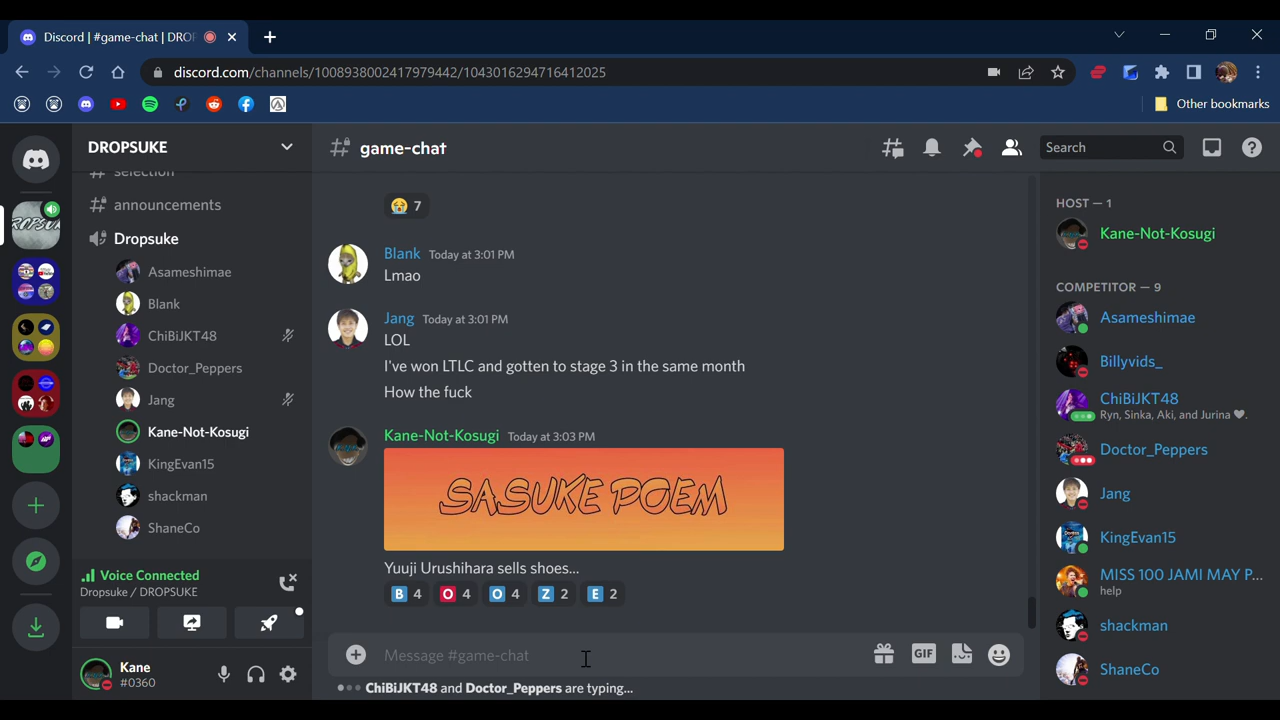 Discord | #game-chat | DROP
discord.com/channels/1008938002417979442/1043016294716412025
Other bookmarks
DROPSUKE
game-chat
Search
selection
announcements
Dropsuke
Asameshimae
Blank
ChiBiJKT48
Doctor_Peppers
Jang
Kane-Not-Kosugi
KingEvan15
shackman
ShaneCo
Voice Connected
Dropsuke / DROPSUKE
Kane
#0360
7
Blank Today at 3:01 PM
Lmao
Jang Today at 3:01 PM
LOL
I've won LTLC and gotten to stage 3 in the same month
How the fuck
Kane-Not-Kosugi Today at 3:03 PM
SASUKE POEM
Yuuji Urushihara sells shoes...
B 4 O 4 O 4 Z 2 E 2
Message #game-chat
GIF
ChiBiJKT48 and Doctor_Peppers are typing...
HOST — 1
Kane-Not-Kosugi
COMPETITOR — 9
Asameshimae
Billyvids_
ChiBiJKT48
Ryn, Sinka, Aki, and Jurina
Doctor_Peppers
Jang
KingEvan15
MISS 100 JAMI MAY P...
help
shackman
ShaneCo